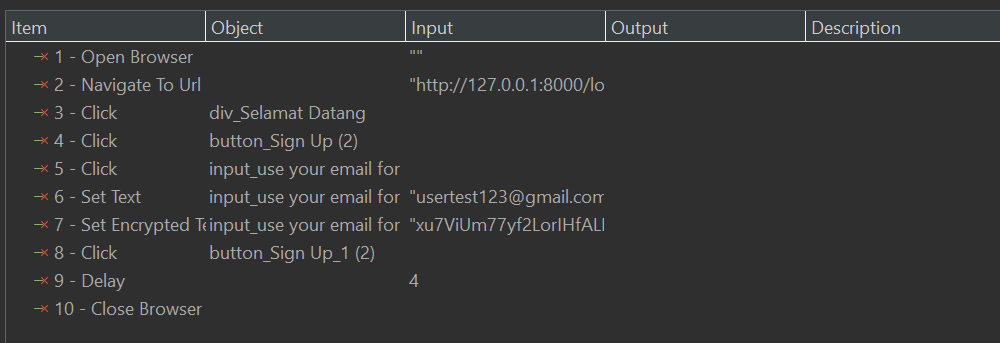 Item Object Input Output Description
1 - Open Browser ""
2 - Navigate To Url "http://127.0.0.1:8000/lo
3 - Click div_Selamat Datang
4 - Click button_Sign Up (2)
5 - Click input_use your email for
6 - Set Text input_use your email for "usertest123@gmail.com
7 - Set Encrypted Te input_use your email for "xu7ViUm77yf2LorIHfALI
8 - Click button_Sign Up_1 (2)
9 - Delay 4
10 - Close Browser